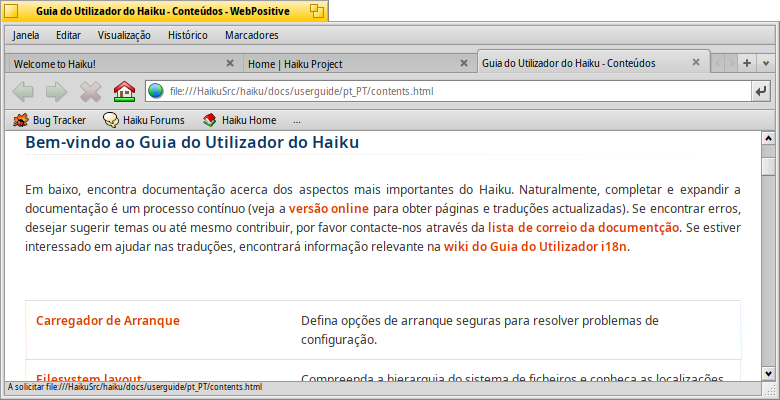 Guia do Utilizador do Haiku - Conteúdos - WebPositive
Janela Editar Visualização Histórico Marcadores
Welcome to Haiku! Home | Haiku Project Guia do Utilizador do Haiku - Conteúdos
file:///HaikuSrc/haiku/docs/userguide/pt_PT/contents.html
Bug Tracker Haiku Forums Haiku Home ...
Bem-vindo ao Guia do Utilizador do Haiku
Em baixo, encontra documentação acerca dos aspectos mais importantes do Haiku. Naturalmente, completar e expandir a
documentação é um processo contínuo (veja a versão online para obter páginas e traduções actualizadas). Se encontrar erros,
desejar sugerir temas ou até mesmo contribuir, por favor contacte-nos através da lista de correio da documentção. Se estiver
interessado em ajudar nas traduções, encontrará informação relevante na wiki do Guia do Utilizador i18n.
Carregador de Arranque Defina opções de arranque seguras para resolver problemas de
configuração.
Filesystem layout Compreenda a hierarquia do sistema de ficheiros e conheça as localizações
A solicitar file:///HaikuSrc/haiku/docs/userguide/pt_PT/contents.html